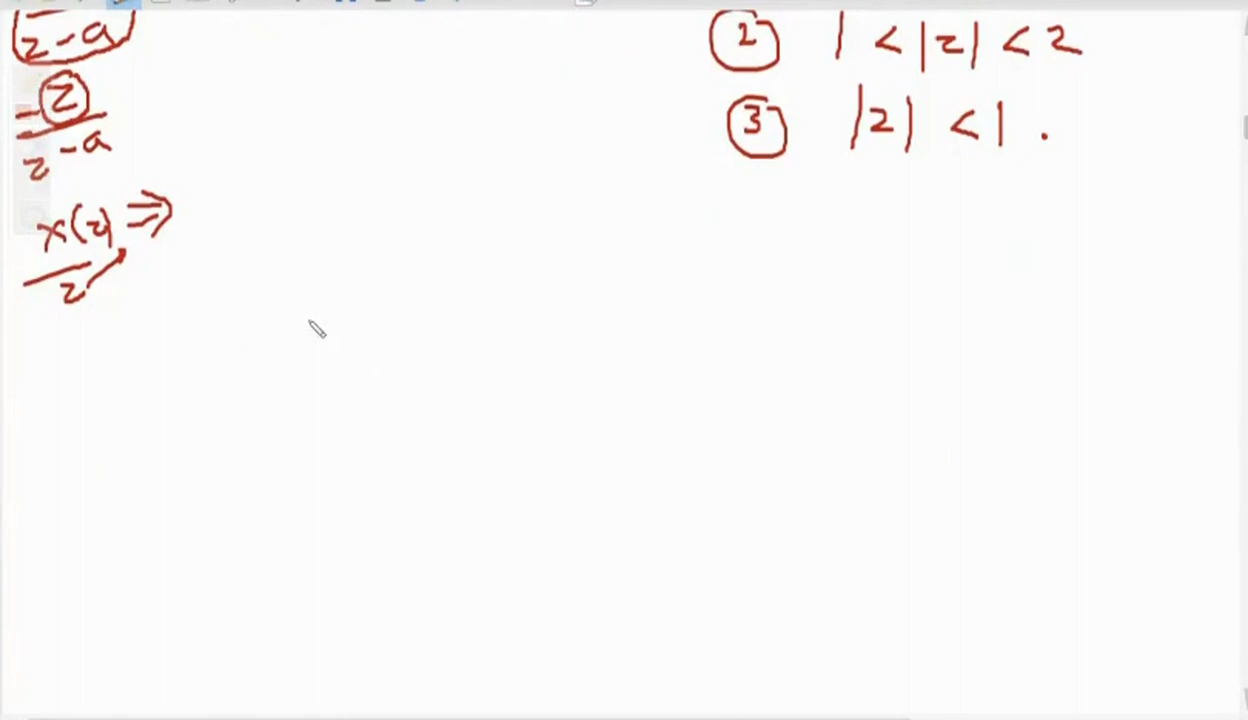 z-a
② 1 < |z| < 2
-z
z-a
③ |z| < 1 .
x(z) ⇒
z